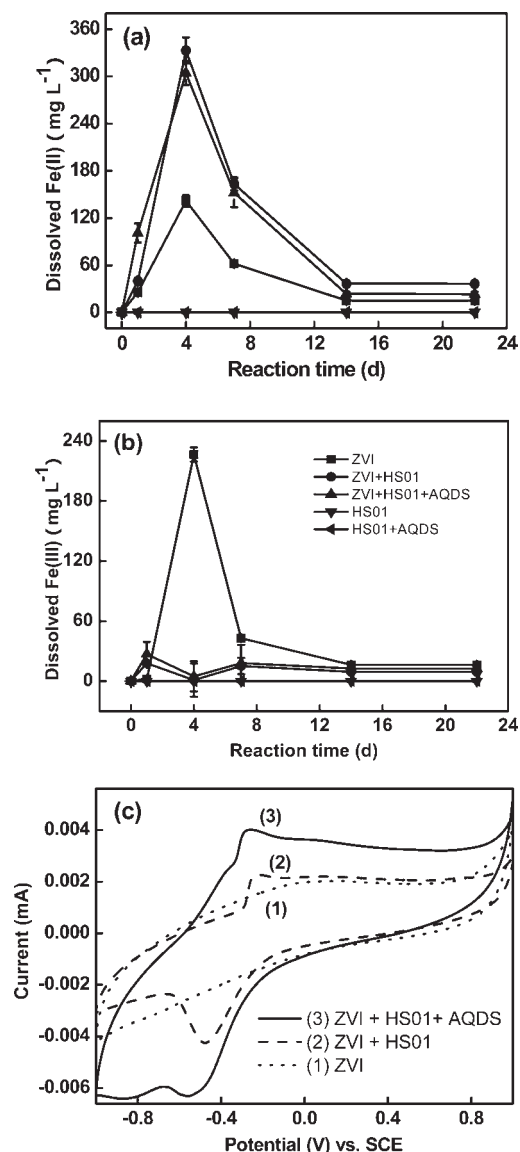 (a)
Dissolved Fe(II) ( mg L⁻¹)
360
300
240
180
120
60
0
0 4 8 12 16 20 24
Reaction time (d)
(b)
Dissolved Fe(III) ( mg L⁻¹)
240
180
120
60
0
ZVI
ZVI+HS01
ZVI+HS01+AQDS
HS01
HS01+AQDS
0 4 8 12 16 20 24
Reaction time (d)
(c)
Current (mA)
0.004
0.002
0.000
-0.002
-0.004
-0.006
(3)
(2)
(1)
(3) ZVI + HS01+ AQDS
(2) ZVI + HS01
(1) ZVI
-0.8 -0.4 0.0 0.4 0.8
Potential (V) vs. SCE